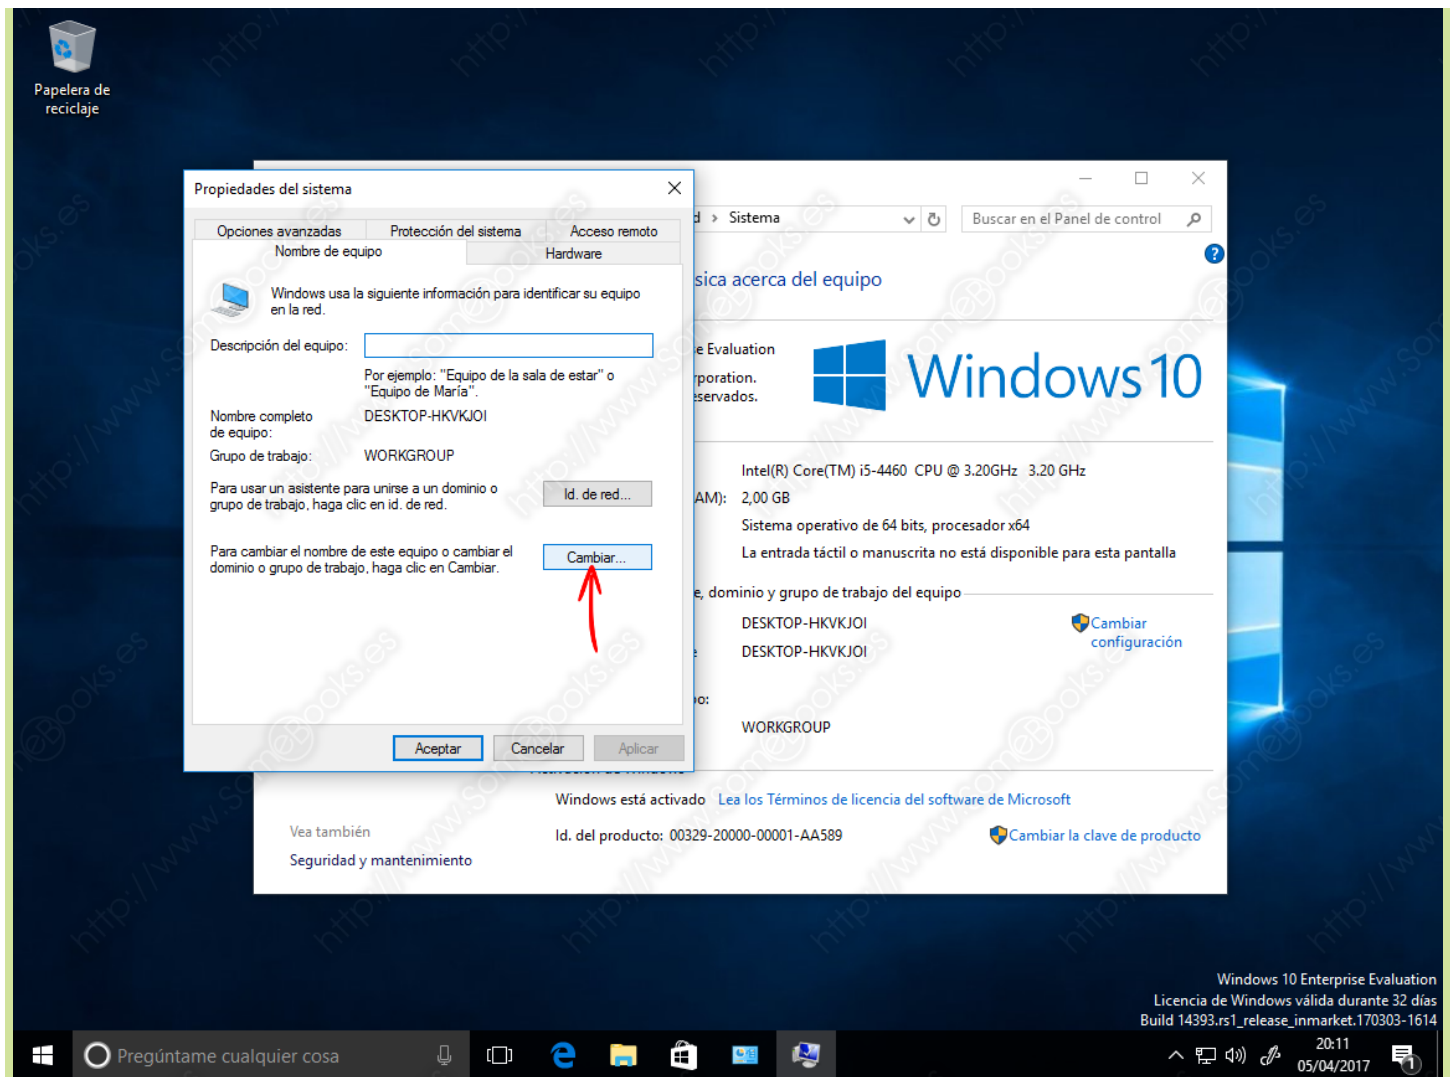 Papelera de
reciclaje
Propiedades del sistema
d › Sistema
Buscar en el Panel de control
Opciones avanzadas
Protección del sistema
Acceso remoto
Nombre de equipo
Hardware
sica acerca del equipo
Windows usa la siguiente información para identificar su equipo
en la red.
Descripción del equipo:
Por ejemplo: "Equipo de la sala de estar" o
"Equipo de María".
Nombre completo
de equipo:
DESKTOP-HKVKJOI
Grupo de trabajo:
WORKGROUP
Para usar un asistente para unirse a un dominio o
grupo de trabajo, haga clic en id. de red.
Id. de red...
Para cambiar el nombre de este equipo o cambiar el
dominio o grupo de trabajo, haga clic en Cambiar.
Cambiar...
Aceptar
Cancelar
Aplicar
e Evaluation
rporation.
eservados.
Windows 10
Intel(R) Core(TM) i5-4460 CPU @ 3.20GHz 3.20 GHz
AM): 2,00 GB
Sistema operativo de 64 bits, procesador x64
La entrada táctil o manuscrita no está disponible para esta pantalla
e, dominio y grupo de trabajo del equipo
DESKTOP-HKVKJOI
DESKTOP-HKVKJOI
Cambiar
configuración
po:
WORKGROUP
Windows está activado Lea los Términos de licencia del software de Microsoft
Id. del producto: 00329-20000-00001-AA589
Cambiar la clave de producto
Vea también
Seguridad y mantenimiento
Windows 10 Enterprise Evaluation
Licencia de Windows válida durante 32 días
Build 14393.rs1_release_inmarket.170303-1614
Pregúntame cualquier cosa
20:11
05/04/2017
1
http://www.SomeBooks.es